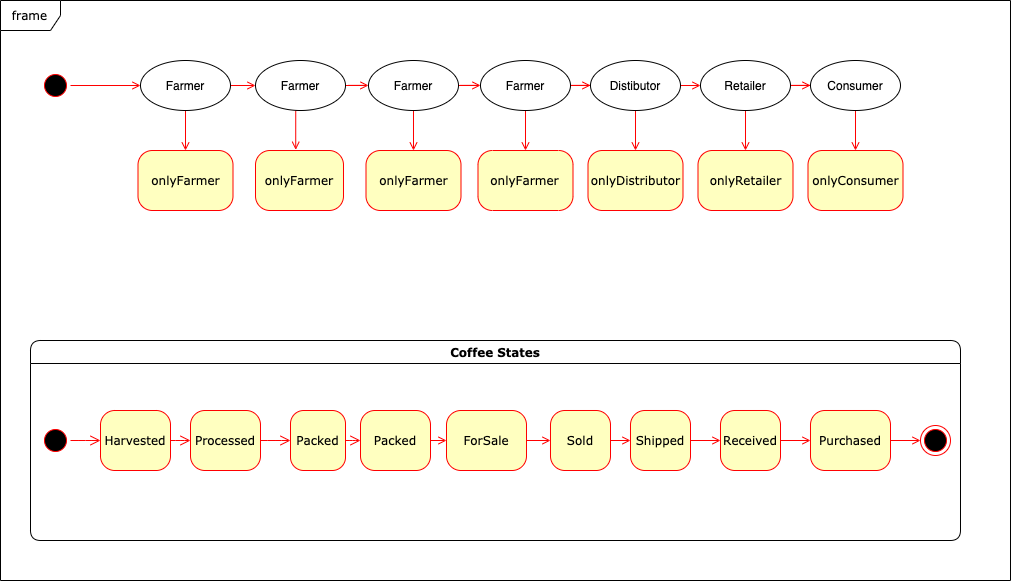 frame
Farmer
Farmer
Farmer
Farmer
Distibutor
Retailer
Consumer
onlyFarmer
onlyFarmer
onlyFarmer
onlyFarmer
onlyDistributor
onlyRetailer
onlyConsumer
Coffee States
Harvested
Processed
Packed
Packed
ForSale
Sold
Shipped
Received
Purchased